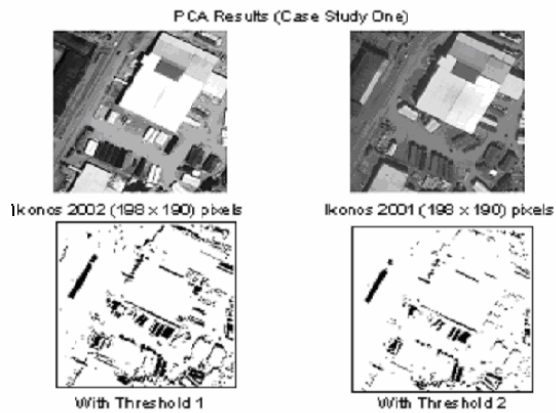 PCA Results (Case Study One)
Ikonos 2002 (198 x 190) pixels
Ikonos 2001 (198 x 190) pixels
With Threshold 1
With Threshold 2